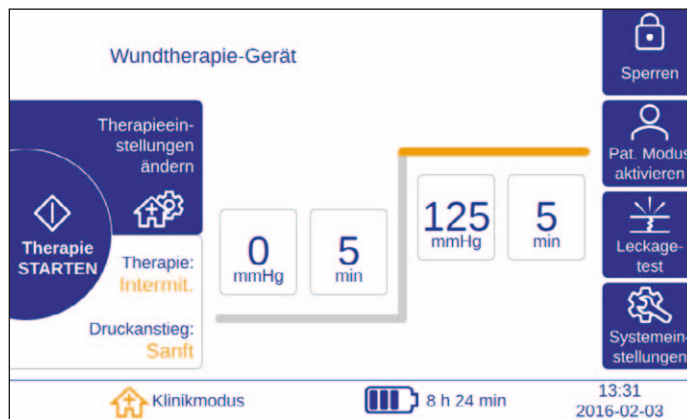 Wundtherapie-Gerät
Sperren
Therapieein-
stellungen
ändern
Pat. Modus
aktivieren
Therapie
STARTEN
0
mmHg
5
min
125
mmHg
5
min
Leckage-
test
Therapie:
Intermit.
Druckanstieg:
Sanft
Systemein-
stellungen
Klinikmodus
8 h 24 min
13:31
2016-02-03